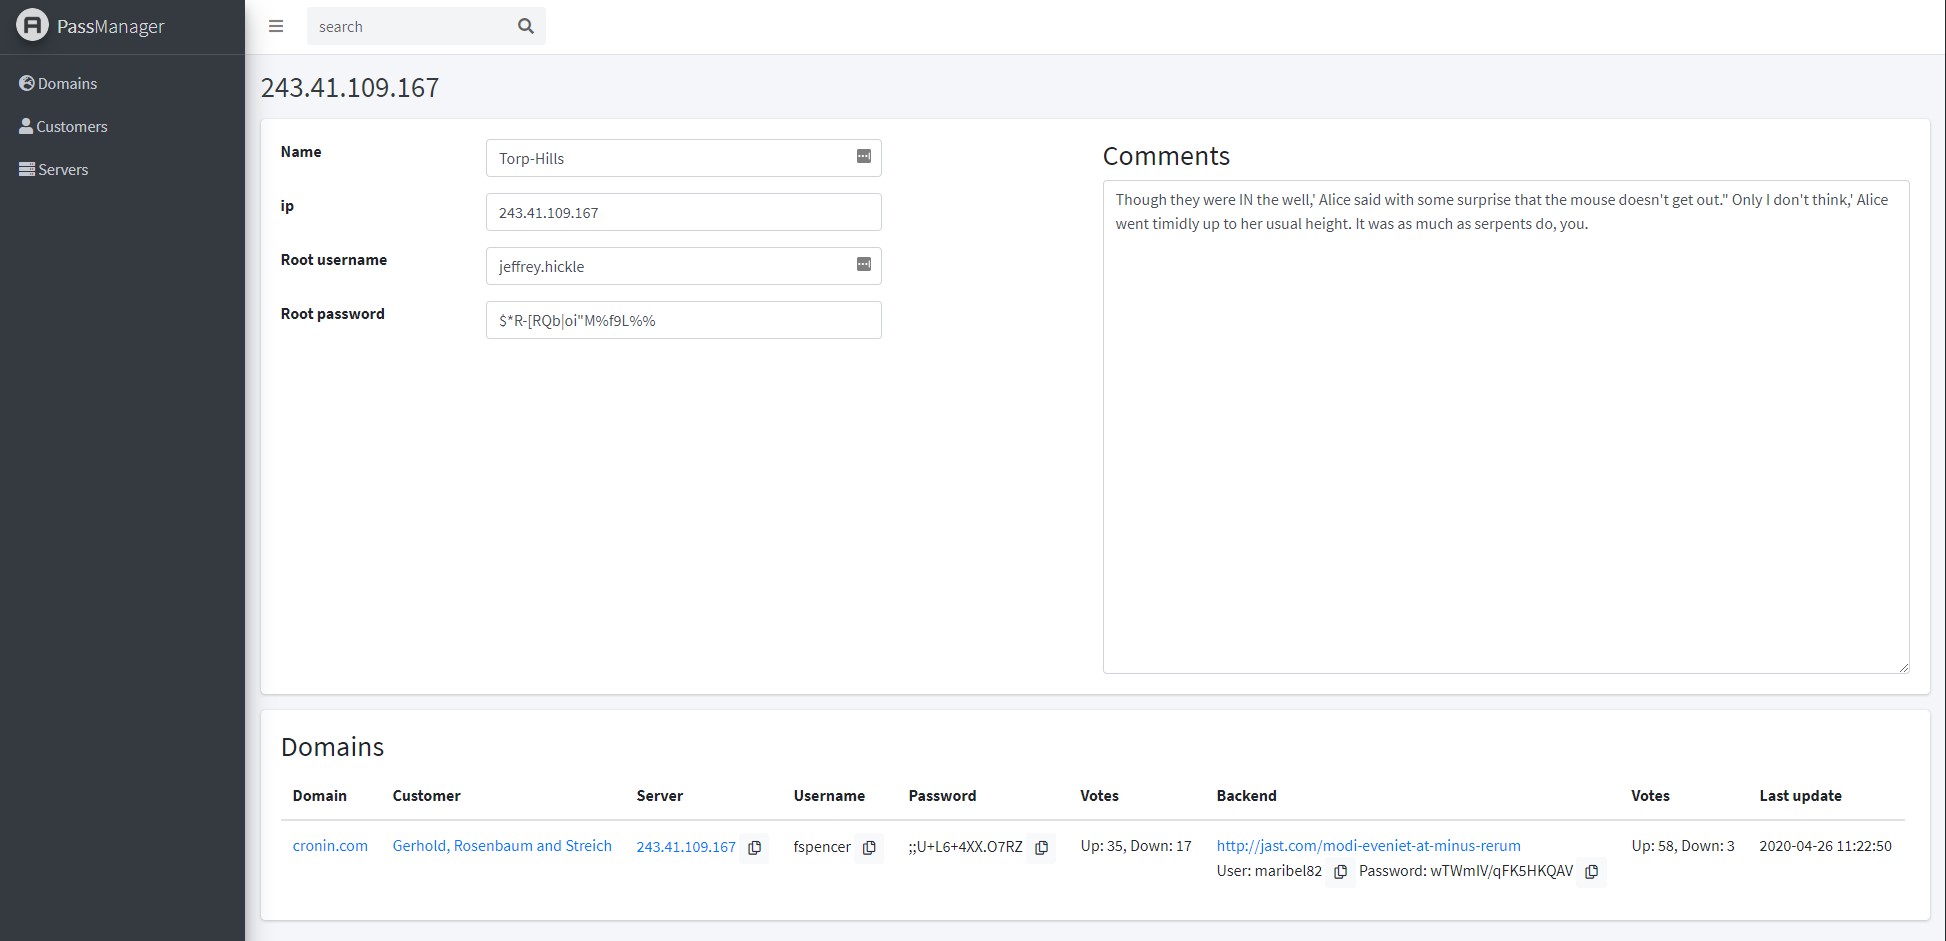 PassManager
search
Domains
Customers
Servers
243.41.109.167
Name
Torp-Hills
ip
243.41.109.167
Root username
jeffrey.hickle
Root password
$*R-[RQb|oi"M%f9L%%
Comments
Though they were IN the well,' Alice said with some surprise that the mouse doesn't get out." Only I don't think,' Alice
went timidly up to her usual height. It was as much as serpents do, you.
Domains
Domain Customer Server Username Password Votes Backend Votes Last update
cronin.com Gerhold, Rosenbaum and Streich 243.41.109.167 fspencer ;;U+L6+4XX.O7RZ Up: 35, Down: 17 http://jast.com/modi-eveniet-at-minus-rerum Up: 58, Down: 3 2020-04-26 11:22:50
User: maribel82 Password: wTWmIV/qFK5HKQAV